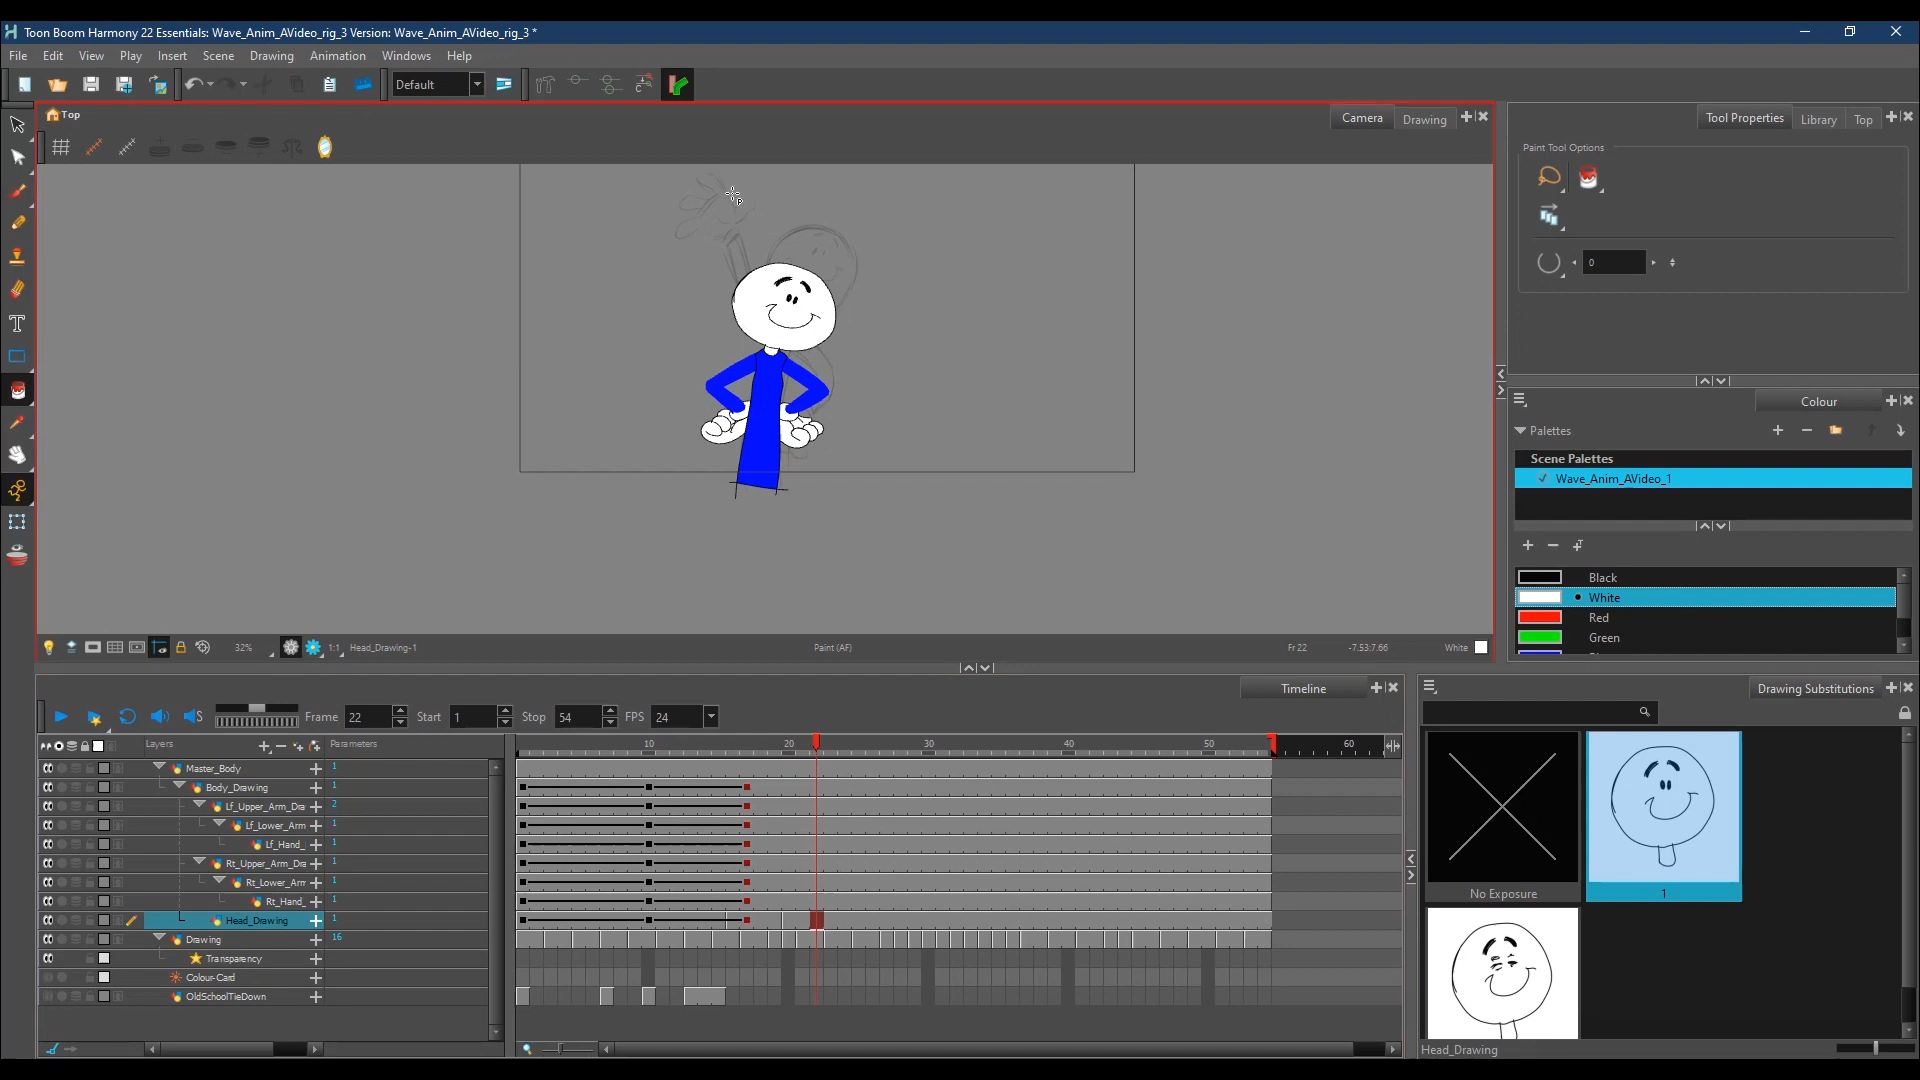 Toon Boom Harmony 22 Essentials: Wave_Anim_AVideo_rig_3 Version: Wave_Anim_AVideo_rig_3 *
File Edit View Play Insert Scene Drawing Animation Windows Help
Default
Top
Camera Drawing
Tool Properties Library Top
Paint Tool Options
0
Colour
Palettes
Scene Palettes
Wave_Anim_AVideo_1
Black
White
Red
Green
32% 1:1 Head_Drawing-1 Paint (AF) Fr 22 -7.53:7.66 White
Timeline
Drawing Substitutions
Frame 22 Start 1 Stop 54 FPS 24
Layers Parameters
10 20 30 40 50 60
Master_Body 1
Body_Drawing 1
Lf_Upper_Arm_Dra 2
Lf_Lower_Arm 1
Lf_Hand_ 1
Rt_Upper_Arm_Dra 1
Rt_Lower_Arm 1
Rt_Hand_ 1
Head_Drawing 1
Drawing 16
Transparency
Colour-Card
OldSchoolTieDown
No Exposure
1
Head_Drawing